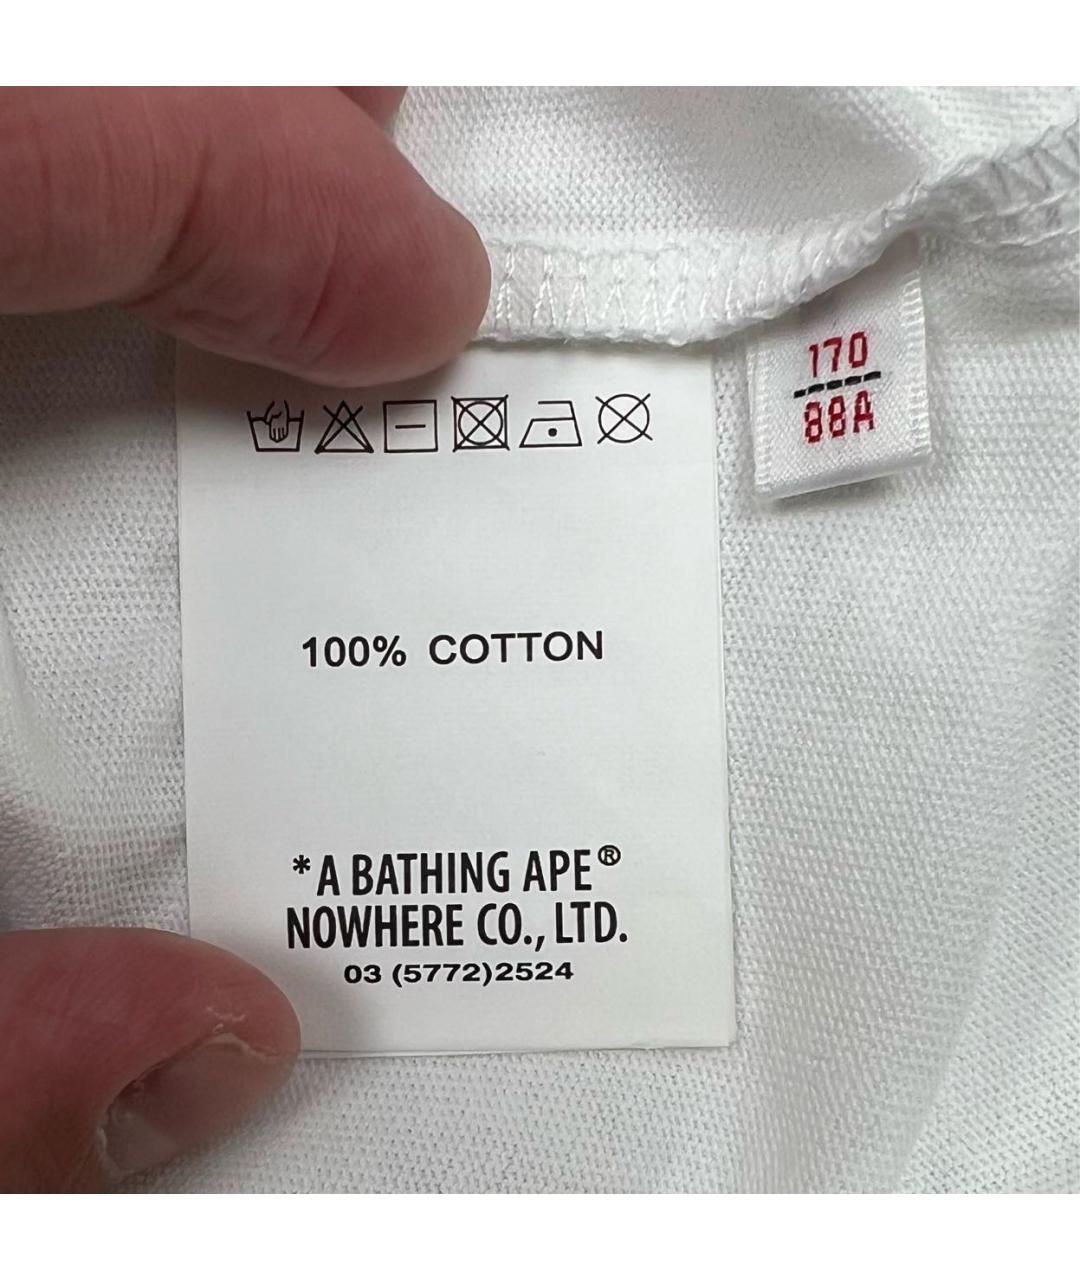 170
88A
100% COTTON
*A BATHING APE®
NOWHERE CO., LTD.
03 (5772)2524